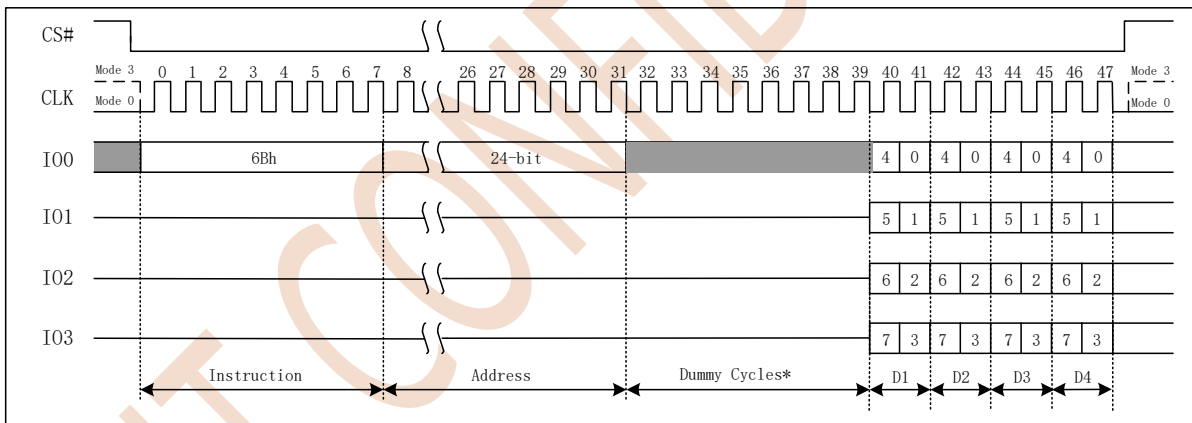 CS#
Mode 3 0 1 2 3 4 5 6 7 8 26 27 28 29 30 31 32 33 34 35 36 37 38 39 40 41 42 43 44 45 46 47 Mode 3
CLK
Mode 0 Mode 0
IO0 6Bh 24-bit 4 0 4 0 4 0 4 0
IO1 5 1 5 1 5 1 5 1
IO2 6 2 6 2 6 2 6 2
IO3 7 3 7 3 7 3 7 3
Instruction Address Dummy Cycles* D1 D2 D3 D4